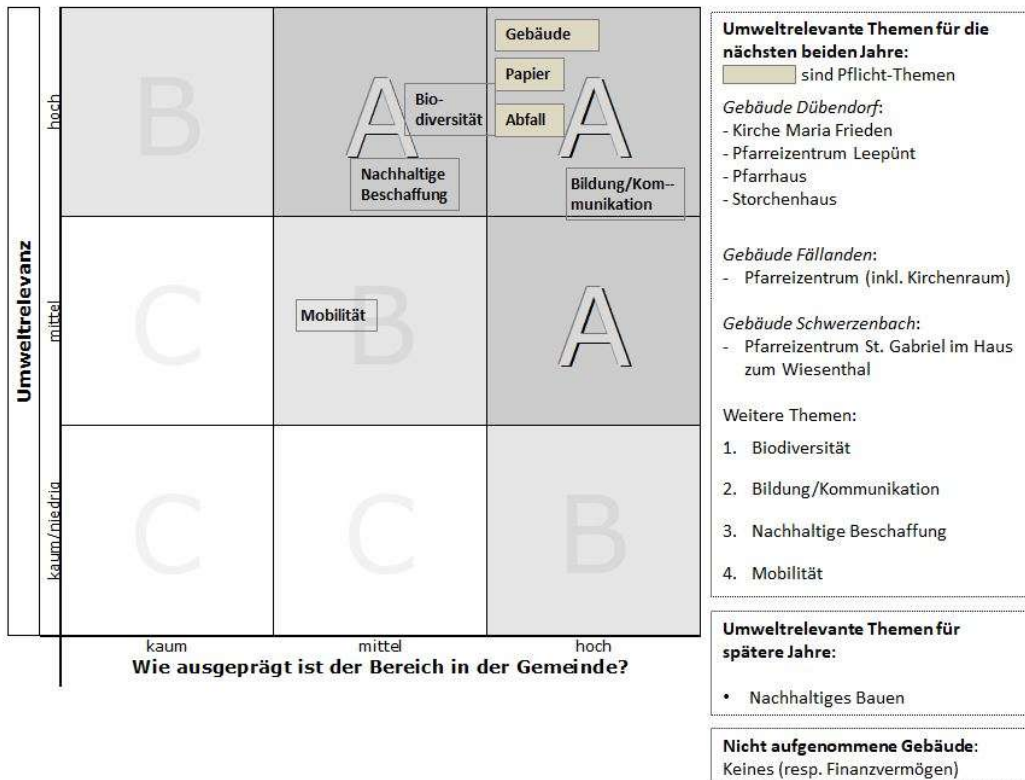 Umweltrelevanz
hoch
mittel
kaum/niedrig
B
A
A
Gebäude
Papier
Abfall
Bio-
diversität
Nachhaltige
Beschaffung
Bildung/Kom--
munikation
C
B
A
Mobilität
C
C
B
kaum
mittel
hoch
Wie ausgeprägt ist der Bereich in der Gemeinde?
Umweltrelevante Themen für die
nächsten beiden Jahre:
sind Pflicht-Themen
Gebäude Dübendorf:
- Kirche Maria Frieden
- Pfarreizentrum Leepünt
- Pfarrhaus
- Storchenhaus
Gebäude Fällanden:
- Pfarreizentrum (inkl. Kirchenraum)
Gebäude Schwerzenbach:
- Pfarreizentrum St. Gabriel im Haus
zum Wiesenthal
Weitere Themen:
1. Biodiversität
2. Bildung/Kommunikation
3. Nachhaltige Beschaffung
4. Mobilität
Umweltrelevante Themen für
spätere Jahre:
• Nachhaltiges Bauen
Nicht aufgenommene Gebäude:
Keines (resp. Finanzvermögen)